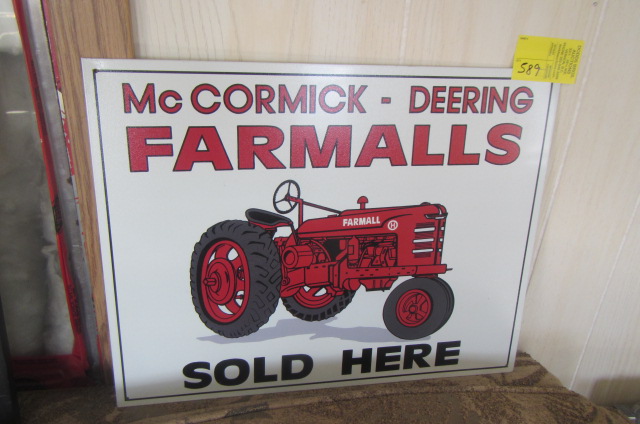 589
McCORMICK - DEERING
FARMALLS
FARMALL
H
SOLD HERE